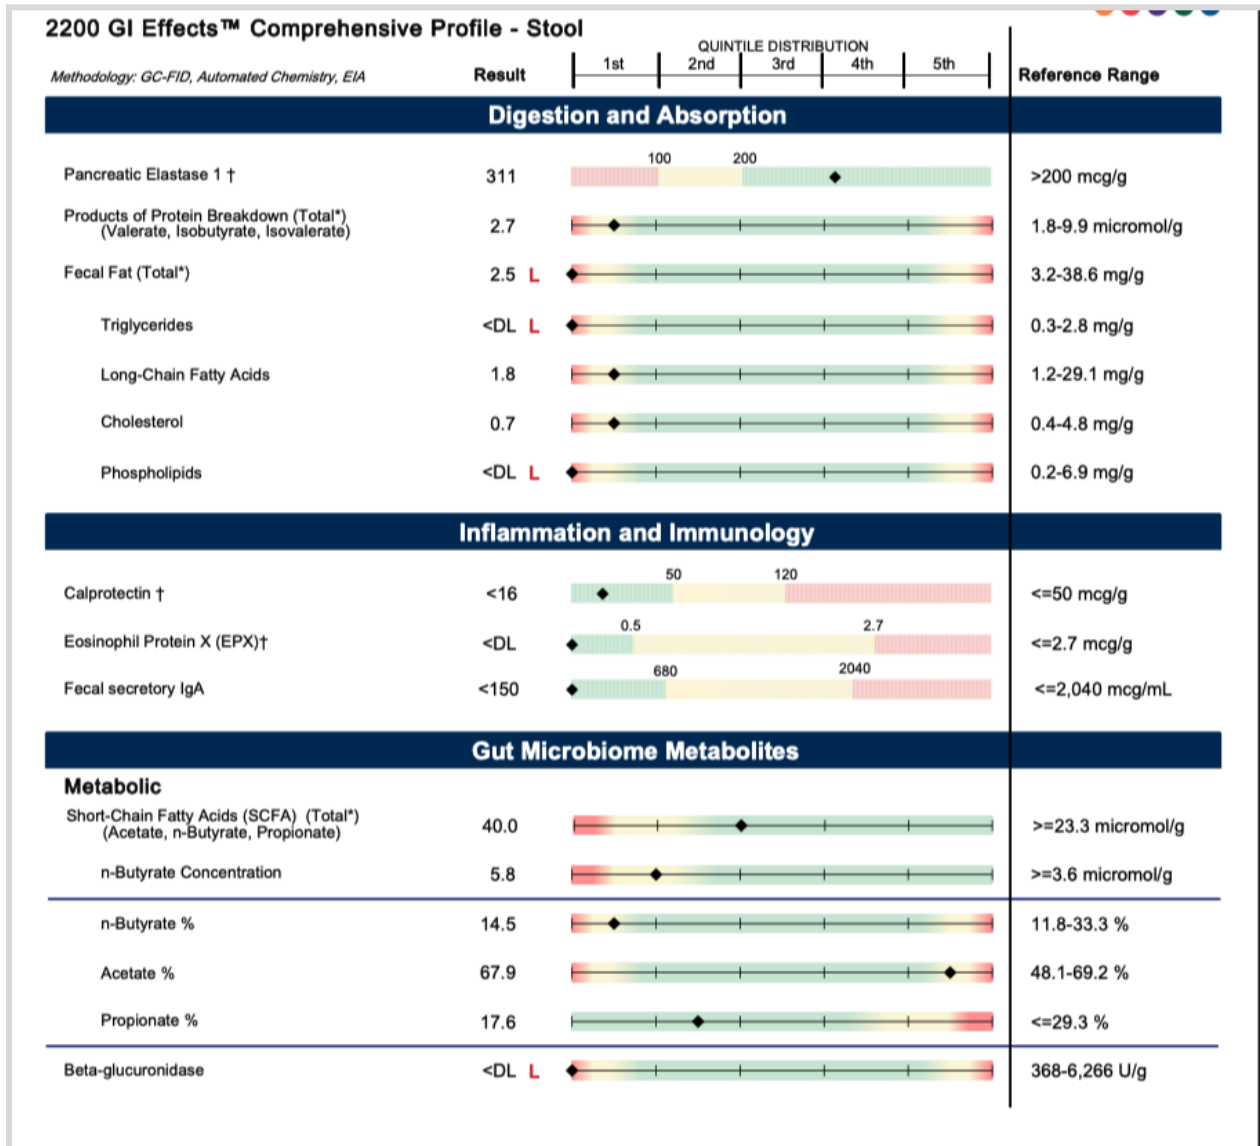 2200 GI Effects™ Comprehensive Profile - Stool
QUINTILE DISTRIBUTION
Methodology: GC-FID, Automated Chemistry, EIA Result 1st 2nd 3rd 4th 5th Reference Range
Digestion and Absorption
100 200
Pancreatic Elastase 1 † 311 >200 mcg/g
Products of Protein Breakdown (Total*)
(Valerate, Isobutyrate, Isovalerate) 2.7 1.8-9.9 micromol/g
Fecal Fat (Total*) 2.5 L 3.2-38.6 mg/g
Triglycerides <DL L 0.3-2.8 mg/g
Long-Chain Fatty Acids 1.8 1.2-29.1 mg/g
Cholesterol 0.7 0.4-4.8 mg/g
Phospholipids <DL L 0.2-6.9 mg/g
Inflammation and Immunology
50 120
Calprotectin † <16 <=50 mcg/g
0.5 2.7
Eosinophil Protein X (EPX)† <DL <=2.7 mcg/g
680 2040
Fecal secretory IgA <150 <=2,040 mcg/mL
Gut Microbiome Metabolites
Metabolic
Short-Chain Fatty Acids (SCFA) (Total*)
(Acetate, n-Butyrate, Propionate) 40.0 >=23.3 micromol/g
n-Butyrate Concentration 5.8 >=3.6 micromol/g
n-Butyrate % 14.5 11.8-33.3 %
Acetate % 67.9 48.1-69.2 %
Propionate % 17.6 <=29.3 %
Beta-glucuronidase <DL L 368-6,266 U/g